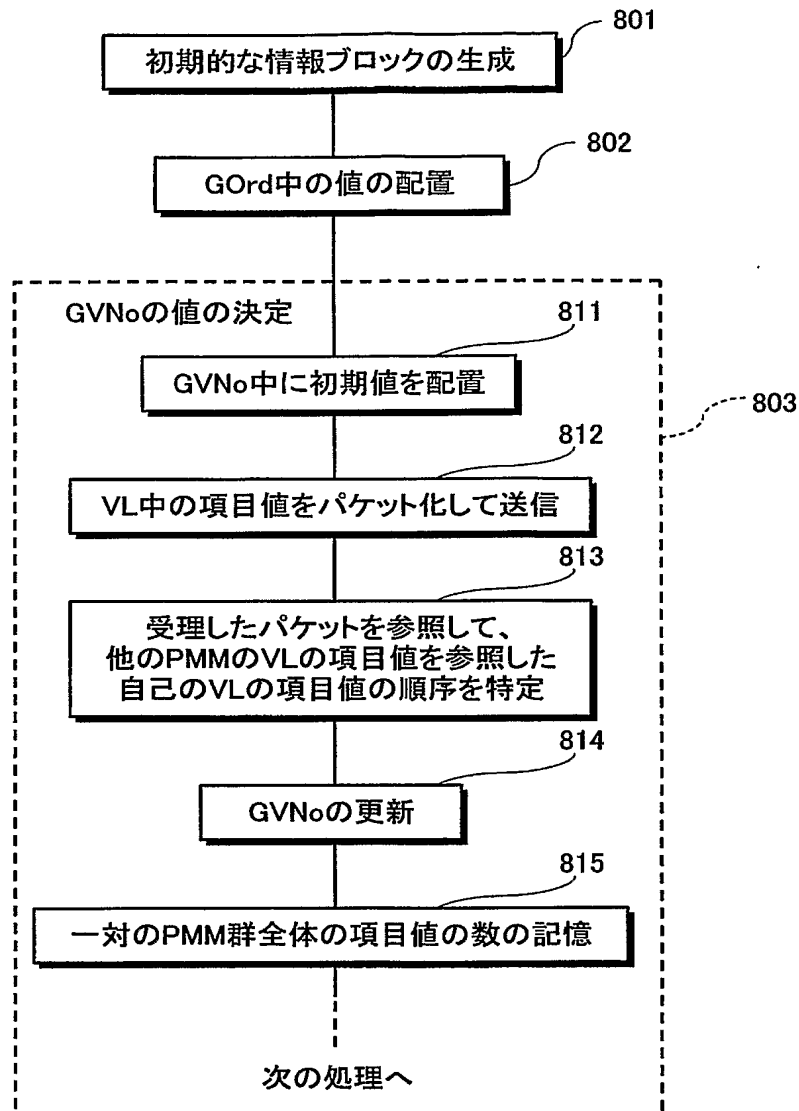 801
初期的な情報ブロックの生成
802
GOrd中の値の配置
GVNoの値の決定
811
GVNo中に初期値を配置
803
812
VL中の項目値をパケット化して送信
813
受理したパケットを参照して、
他のPMMのVLの項目値を参照した
自己のVLの項目値の順序を特定
814
GVNoの更新
815
一対のPMM群全体の項目値の数の記憶
次の処理へ